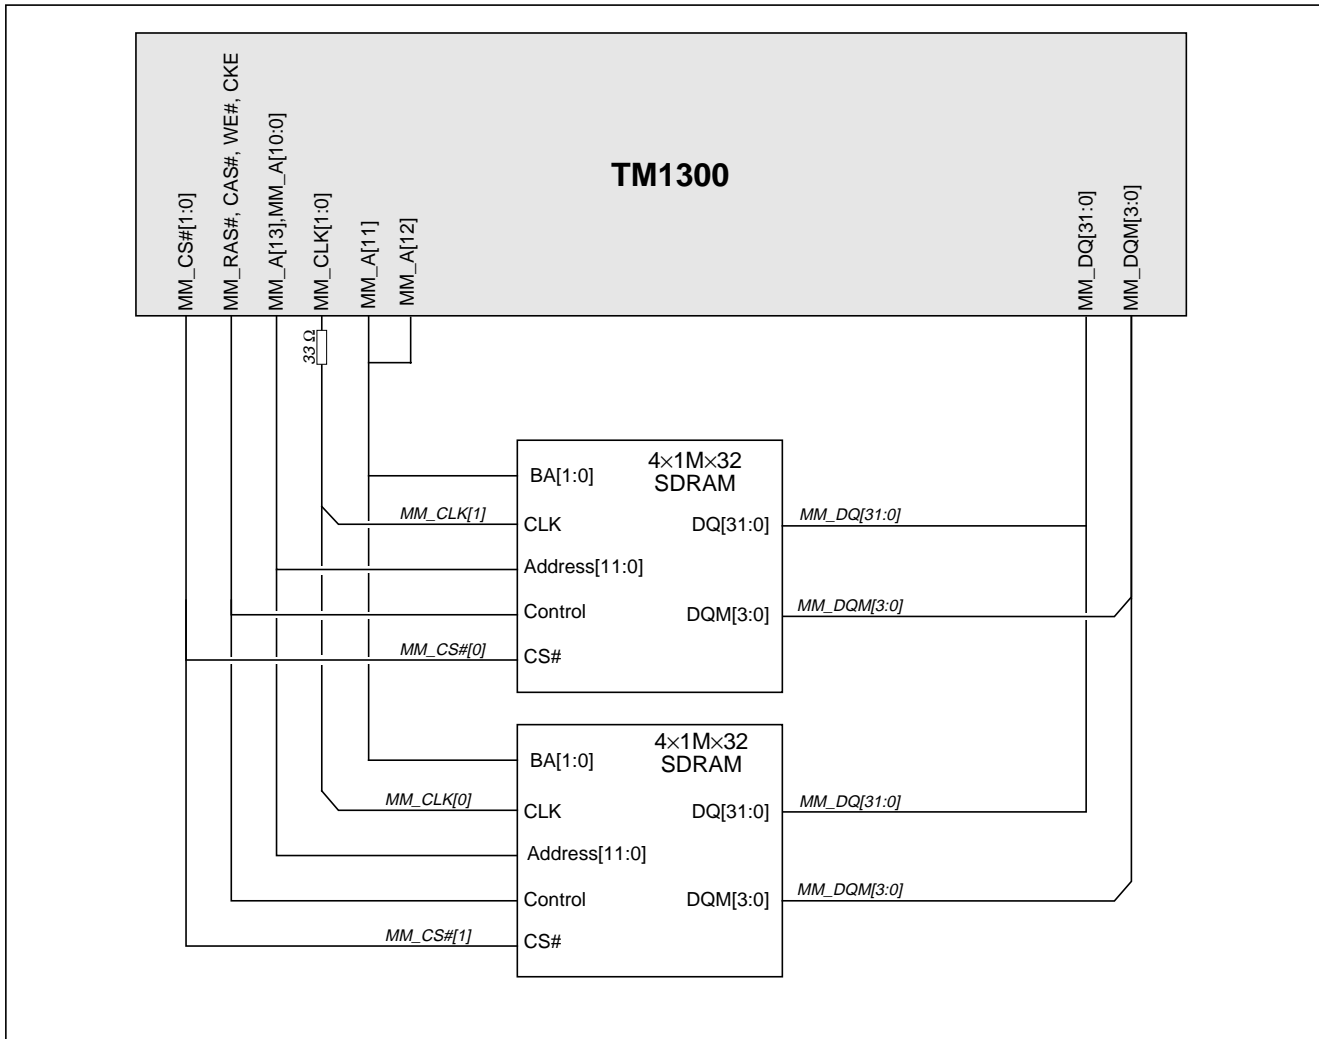 TM1300
MM_CS#[1:0]
MM_RAS#, CAS#, WE#, CKE
MM_A[13],MM_A[10:0]
MM_CLK[1:0]
MM_A[11]
MM_A[12]
MM_DQ[31:0]
MM_DQM[3:0]
33 Ω
4×1M×32
SDRAM
BA[1:0]
MM_CLK[1]
CLK
DQ[31:0]
MM_DQ[31:0]
Address[11:0]
Control
DQM[3:0]
MM_DQM[3:0]
MM_CS#[0]
CS#
4×1M×32
SDRAM
BA[1:0]
MM_CLK[0]
CLK
DQ[31:0]
MM_DQ[31:0]
Address[11:0]
Control
DQM[3:0]
MM_DQM[3:0]
MM_CS#[1]
CS#